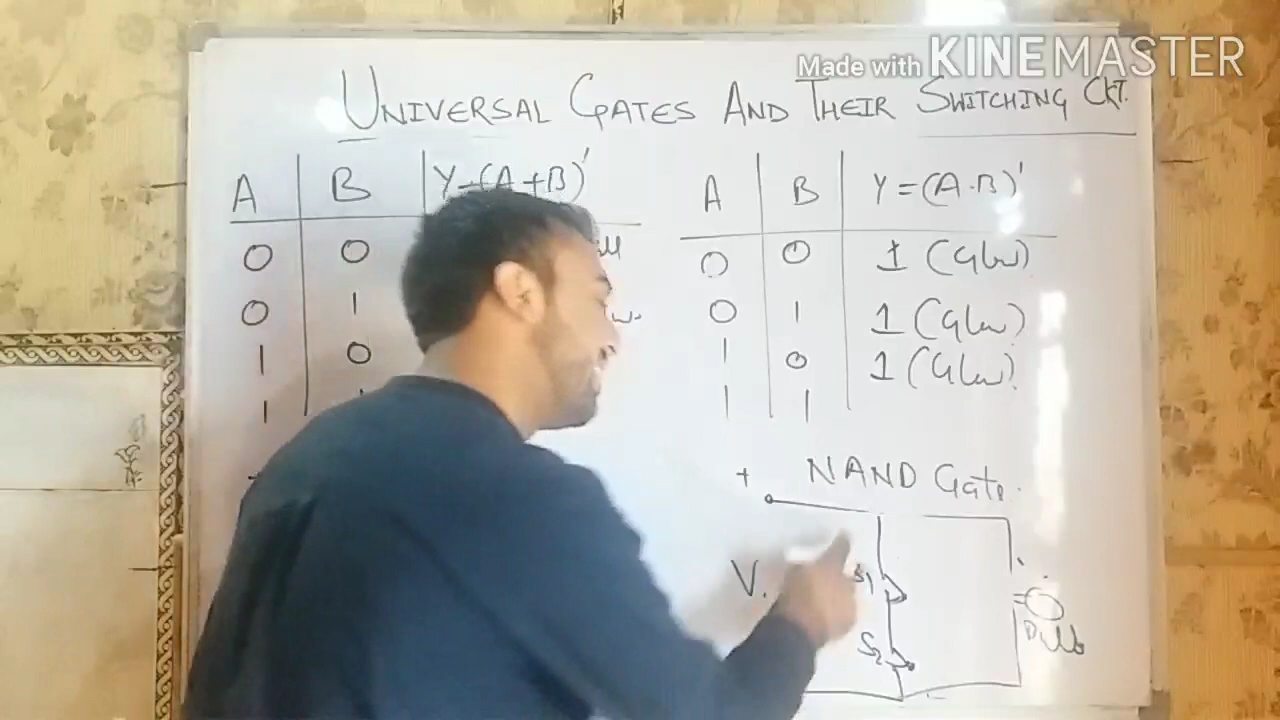 Made with KINEMASTER
UNIVERSAL GATES AND THEIR SWITCHING CKT.
A B Y=(A+B)'
0 0
0 1
1 0
1
A B Y=(A·B)'
0 0 1 (Glw)
0 1 1 (Glw)
1 0 1 (Glw)
1 1
+ NAND Gate.
V.
S1
S2